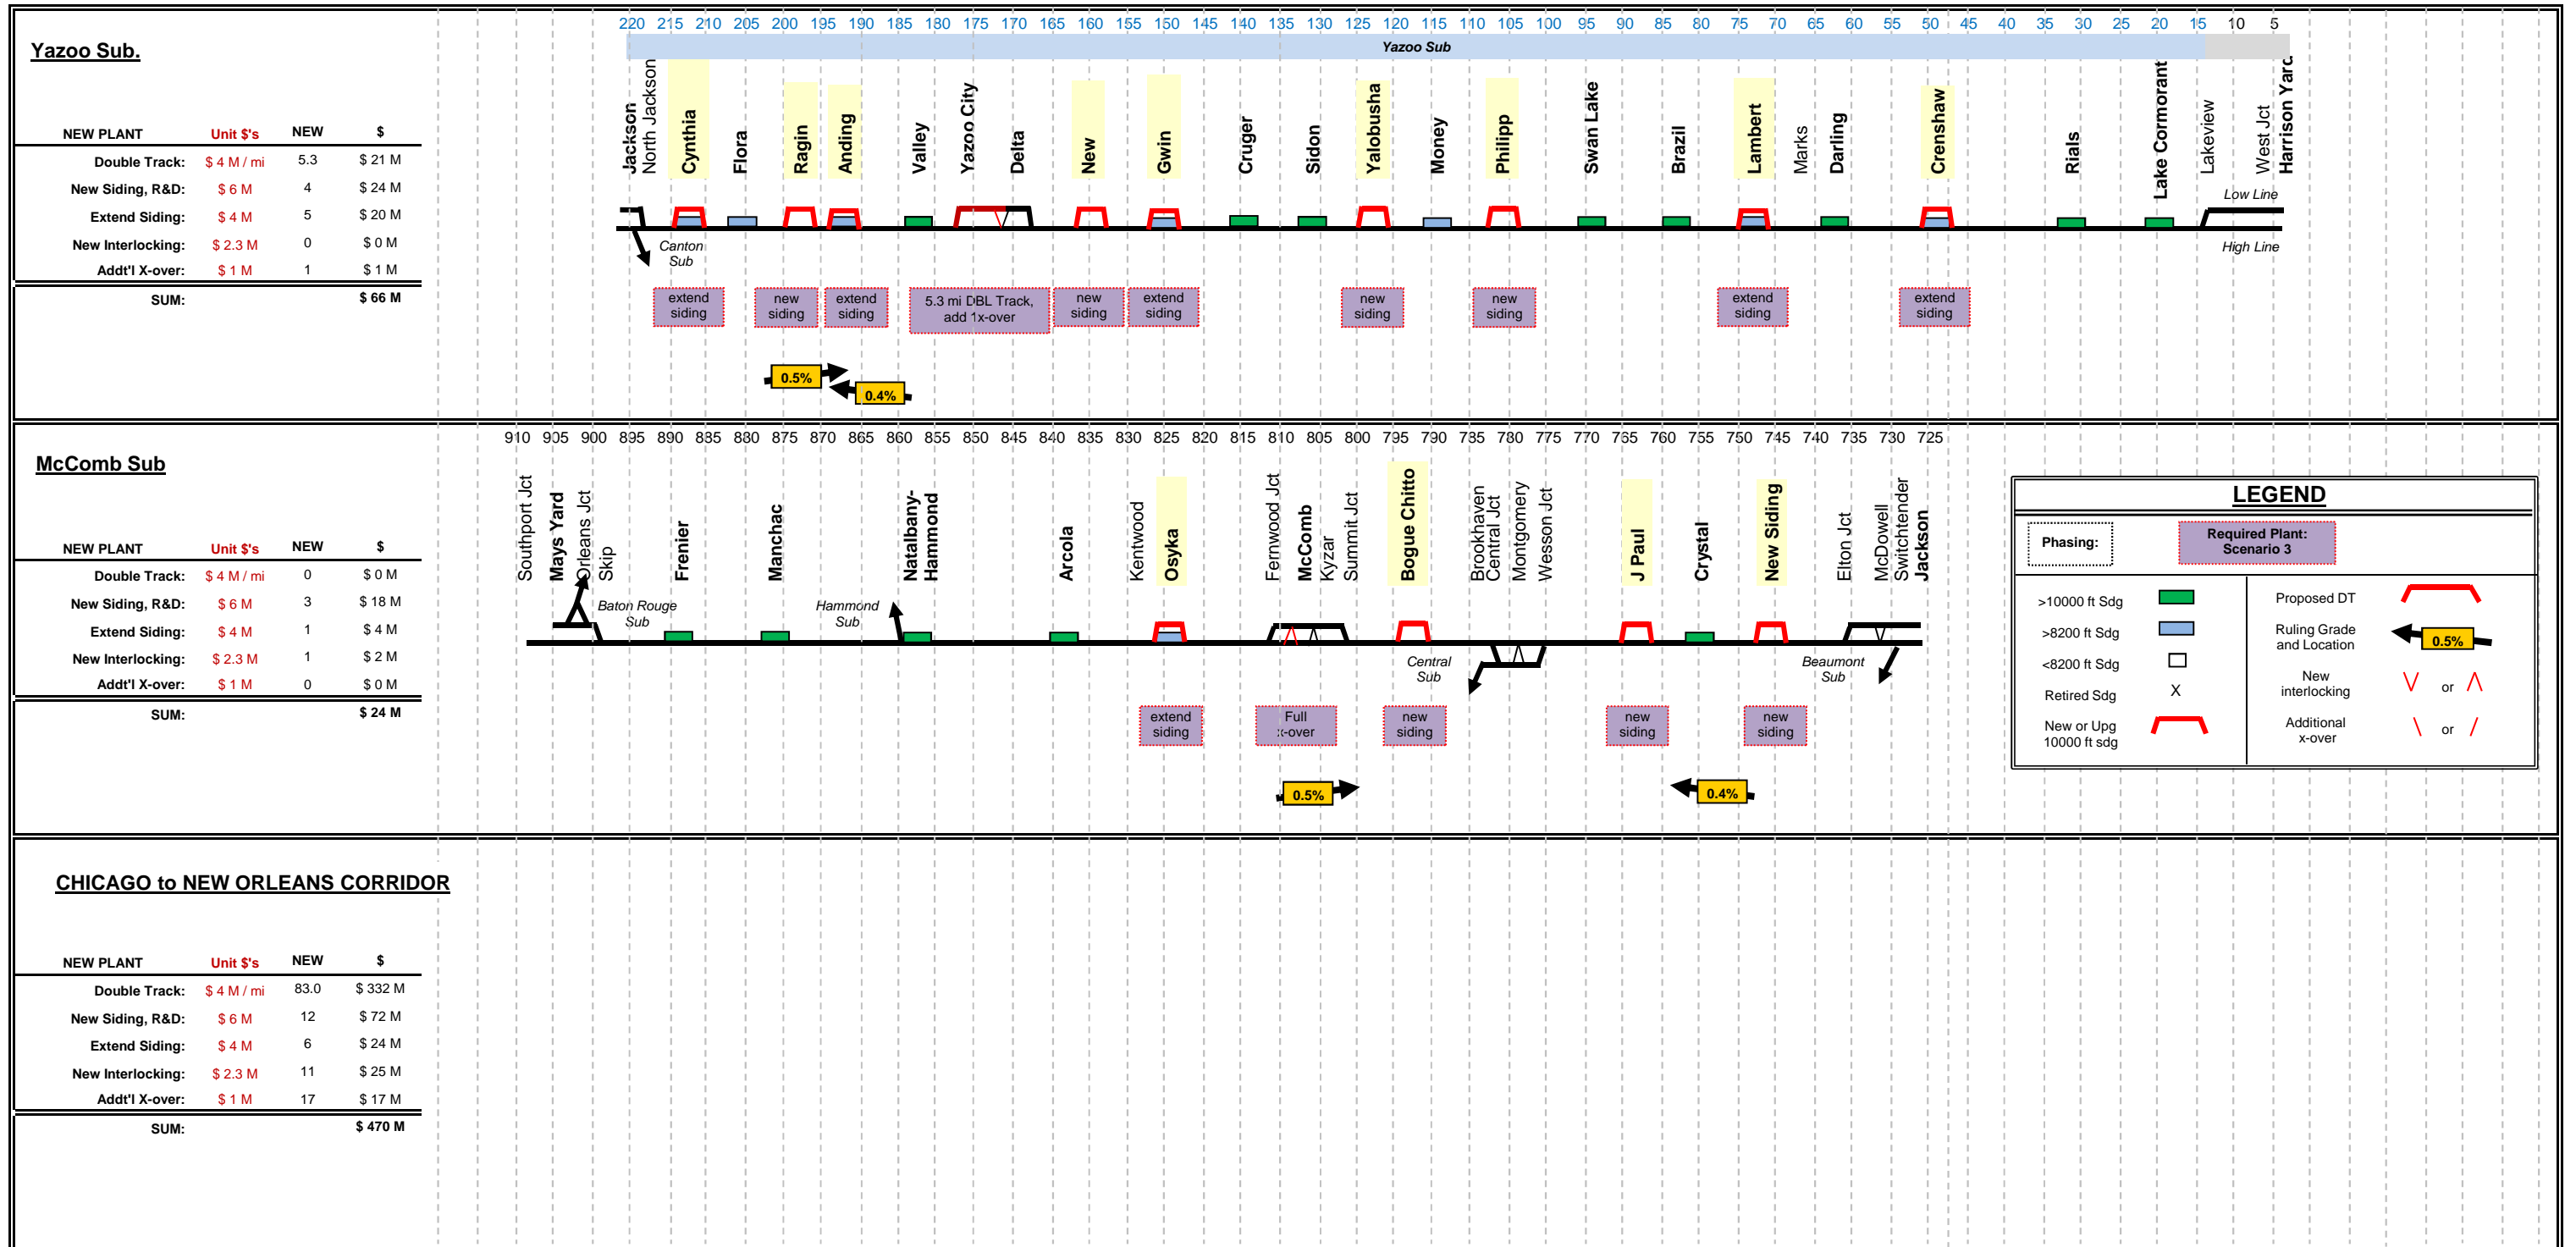 220 215 210 205 200 195 190 185 180 175 170 165 160 155 150 145 140 135 130 125 120 115 110 105 100 95 90 85 80 75 70 65 60 55 50 45 40 35 30 25 20 15 10 5
Yazoo Sub
Yazoo Sub.
Jackson
North Jackson
Cynthia
Flora
Ragin
Anding
Valley
Yazoo City
Delta
New
Gwin
Cruger
Sidon
Yalobusha
Money
Philipp
Swan Lake
Brazil
Lambert
Marks
Darling
Crenshaw
Rials
Lake Cormorant
Lakeview
West Jct
Harrison Yard
NEW PLANT Unit $'s NEW $
Double Track: $ 4 M / mi 5.3 $ 21 M
New Siding, R&D: $ 6 M 4 $ 24 M
Extend Siding: $ 4 M 5 $ 20 M
New Interlocking: $ 2.3 M 0 $ 0 M
Addt'l X-over: $ 1 M 1 $ 1 M
SUM: $ 66 M
Low Line
High Line
Canton
Sub
extend
siding
new
siding
extend
siding
5.3 mi DBL Track,
add 1x-over
new
siding
extend
siding
new
siding
new
siding
extend
siding
extend
siding
0.5%
0.4%
910 905 900 895 890 885 880 875 870 865 860 855 850 845 840 835 830 825 820 815 810 805 800 795 790 785 780 775 770 765 760 755 750 745 740 735 730 725
McComb Sub
Southport Jct
Mays Yard
Orleans Jct
Skip
Frenier
Manchac
Natalbany-
Hammond
Arcola
Kentwood
Osyka
Fernwood Jct
McComb
Kyzar
Summit Jct
Bogue Chitto
Brookhaven
Central Jct
Montgomery
Wesson Jct
J Paul
Crystal
New Siding
Elton Jct
McDowell
Switchtender
Jackson
NEW PLANT Unit $'s NEW $
Double Track: $ 4 M / mi 0 $ 0 M
New Siding, R&D: $ 6 M 3 $ 18 M
Extend Siding: $ 4 M 1 $ 4 M
New Interlocking: $ 2.3 M 1 $ 2 M
Addt'l X-over: $ 1 M 0 $ 0 M
SUM: $ 24 M
Baton Rouge
Sub
Hammond
Sub
Central
Sub
Beaumont
Sub
extend
siding
Full
x-over
new
siding
new
siding
new
siding
0.5%
0.4%
LEGEND
Phasing:
Required Plant:
Scenario 3
>10000 ft Sdg
>8200 ft Sdg
<8200 ft Sdg
Retired Sdg X
New or Upg
10000 ft sdg
Proposed DT
Ruling Grade
and Location
0.5%
New
interlocking
or
Additional
x-over
or
CHICAGO to NEW ORLEANS CORRIDOR
NEW PLANT Unit $'s NEW $
Double Track: $ 4 M / mi 83.0 $ 332 M
New Siding, R&D: $ 6 M 12 $ 72 M
Extend Siding: $ 4 M 6 $ 24 M
New Interlocking: $ 2.3 M 11 $ 25 M
Addt'l X-over: $ 1 M 17 $ 17 M
SUM: $ 470 M